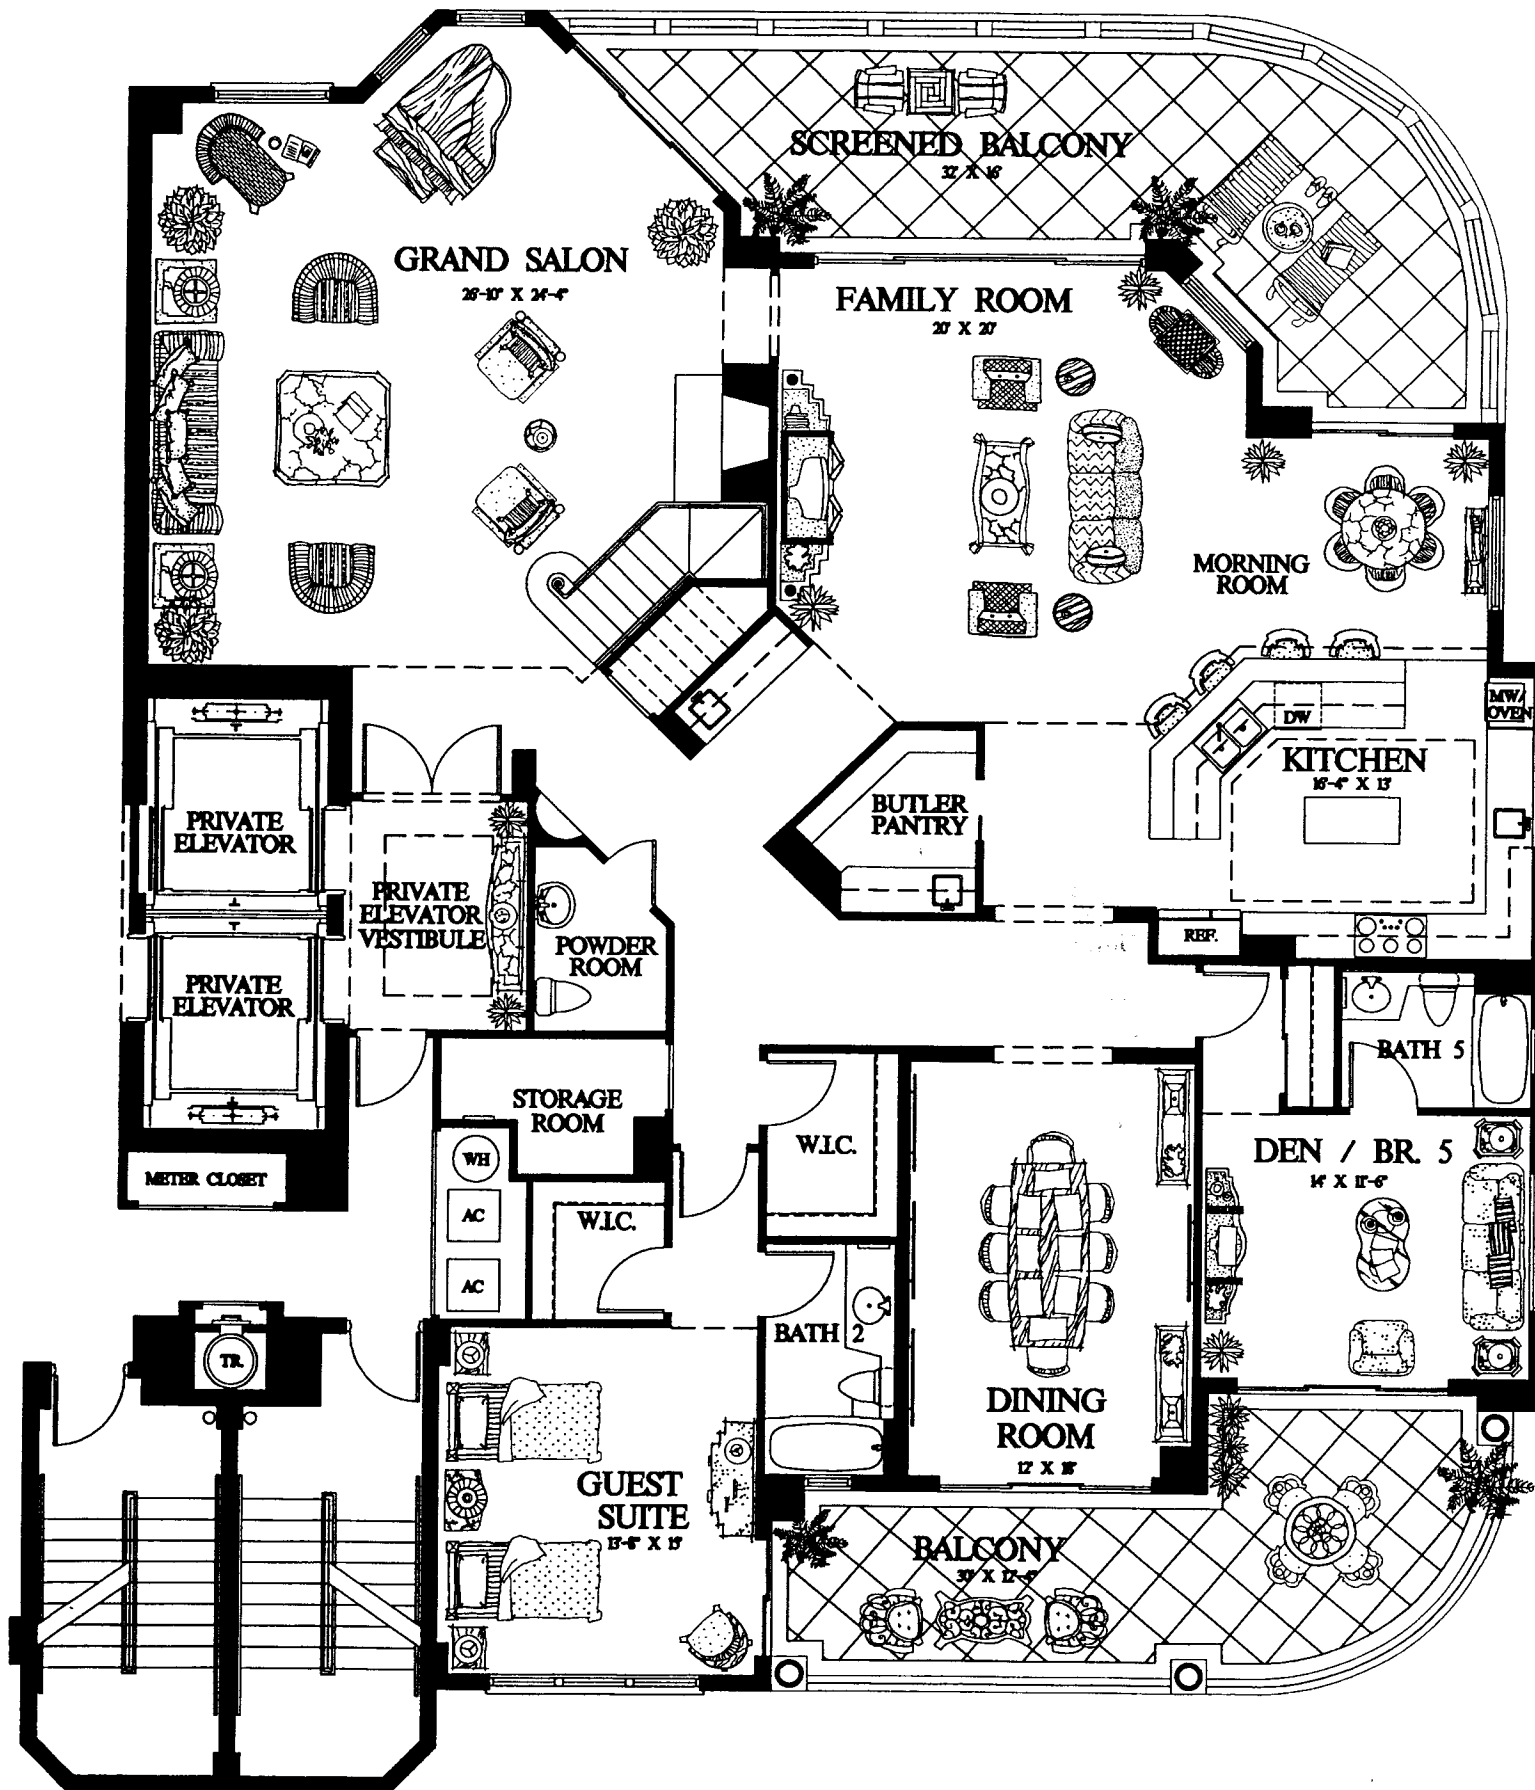 SCREENED BALCONY
32' X 16'
GRAND SALON
26'-10" X 24'-4"
FAMILY ROOM
20' X 20'
MORNING
ROOM
MW/
OVEN
DW
KITCHEN
16'-4" X 13'
BUTLER
PANTRY
PRIVATE
ELEVATOR
PRIVATE
ELEVATOR
VESTIBULE
POWDER
ROOM
REF.
PRIVATE
ELEVATOR
BATH 5
STORAGE
ROOM
W.I.C.
DEN / BR. 5
14' X 11'-6"
WH
METER CLOSET
AC
W.I.C.
AC
BATH 2
TR.
DINING
ROOM
12' X 18'
GUEST
SUITE
13'-8" X 15'
BALCONY
30' X 12'-4"